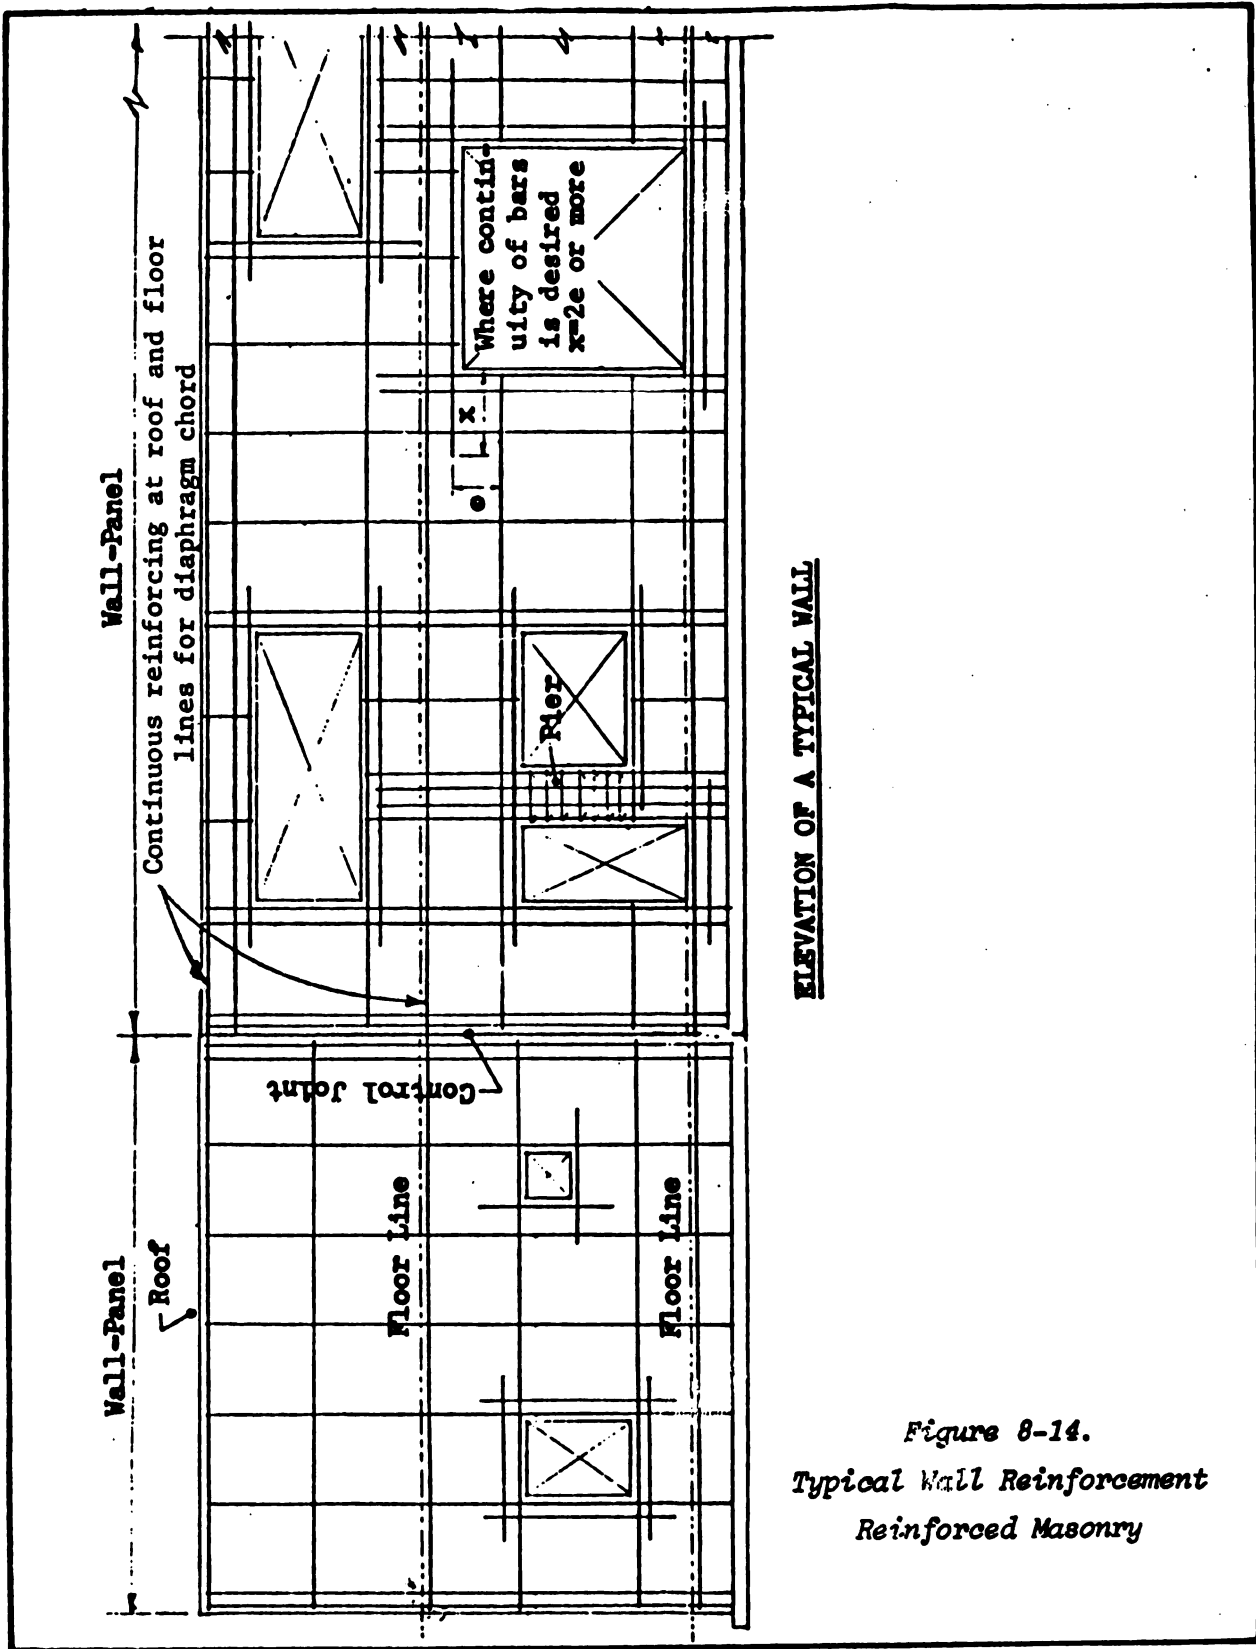 Wall-Panel
Wall-Panel
Roof
Continuous reinforcing at roof and floor
lines for diaphragm chord
Floor Line
Floor Line
Control Joint
Pier
e
x
Where contin-
uity of bars
is desired
x=2e or more
ELEVATION OF A TYPICAL WALL
Figure 8-14.
Typical Wall Reinforcement
Reinforced Masonry